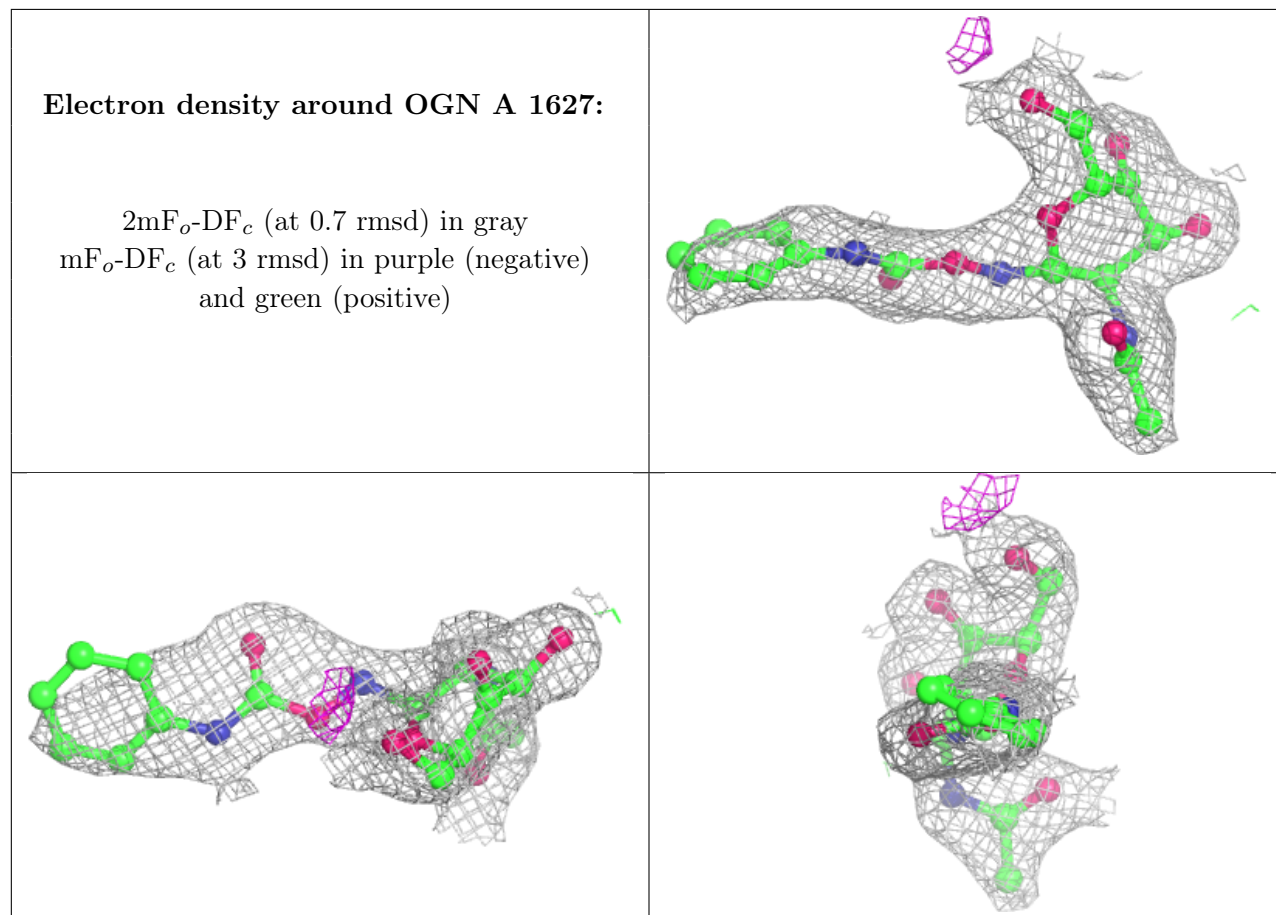 Electron density around OGN A 1627:
2mFo-DFc (at 0.7 rmsd) in gray
mFo-DFc (at 3 rmsd) in purple (negative)
and green (positive)